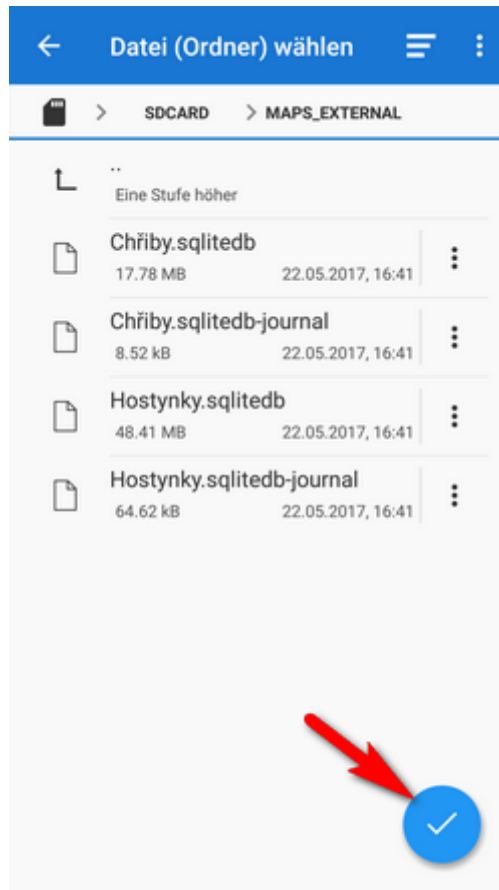 Datei (Ordner) wählen
SDCARD > MAPS_EXTERNAL
..
Eine Stufe höher
Chřiby.sqlitedb
17.78 MB 22.05.2017, 16:41
Chřiby.sqlitedb-journal
8.52 kB 22.05.2017, 16:41
Hostynky.sqlitedb
48.41 MB 22.05.2017, 16:41
Hostynky.sqlitedb-journal
64.62 kB 22.05.2017, 16:41